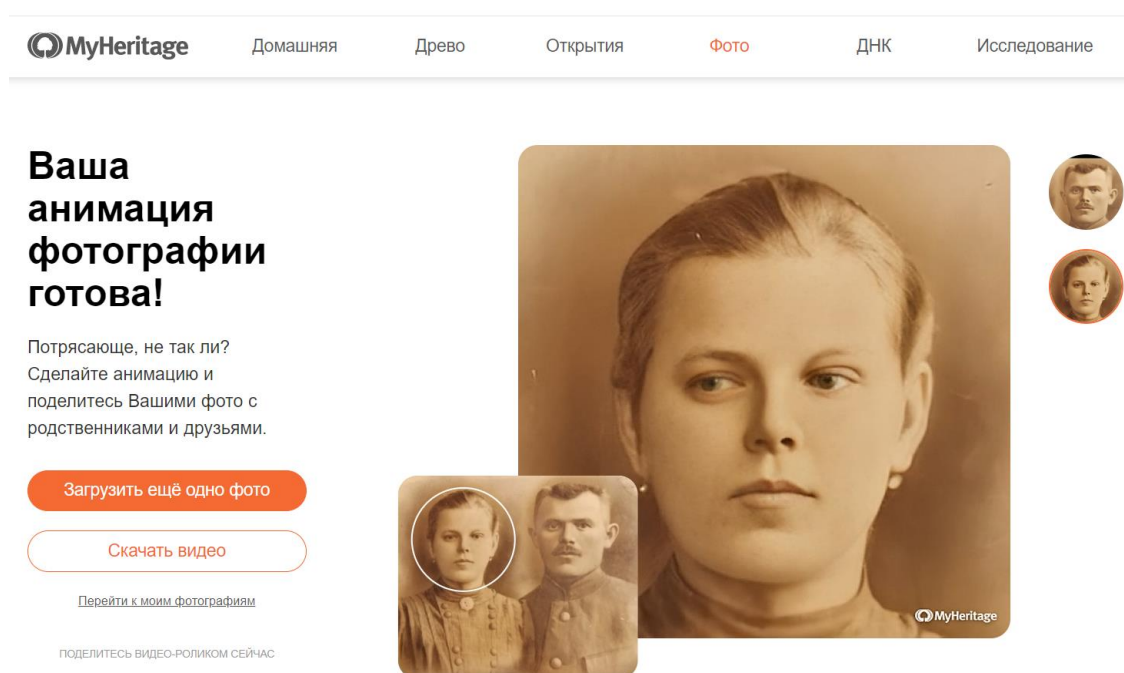 MyHeritage
Домашняя
Древо
Открытия
Фото
ДНК
Исследование
Ваша
анимация
фотографии
готова!
Потрясающе, не так ли?
Сделайте анимацию и
поделитесь Вашими фото с
родственниками и друзьями.
Загрузить ещё одно фото
Скачать видео
Перейти к моим фотографиям
ПОДЕЛИТЕСЬ ВИДЕО-РОЛИКОМ СЕЙЧАС
MyHeritage